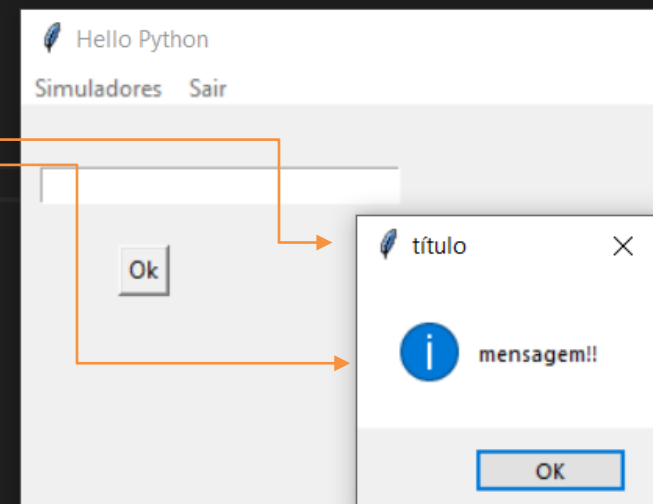 Hello Python
Simuladores Sair
Ok
título
mensagem!!
OK